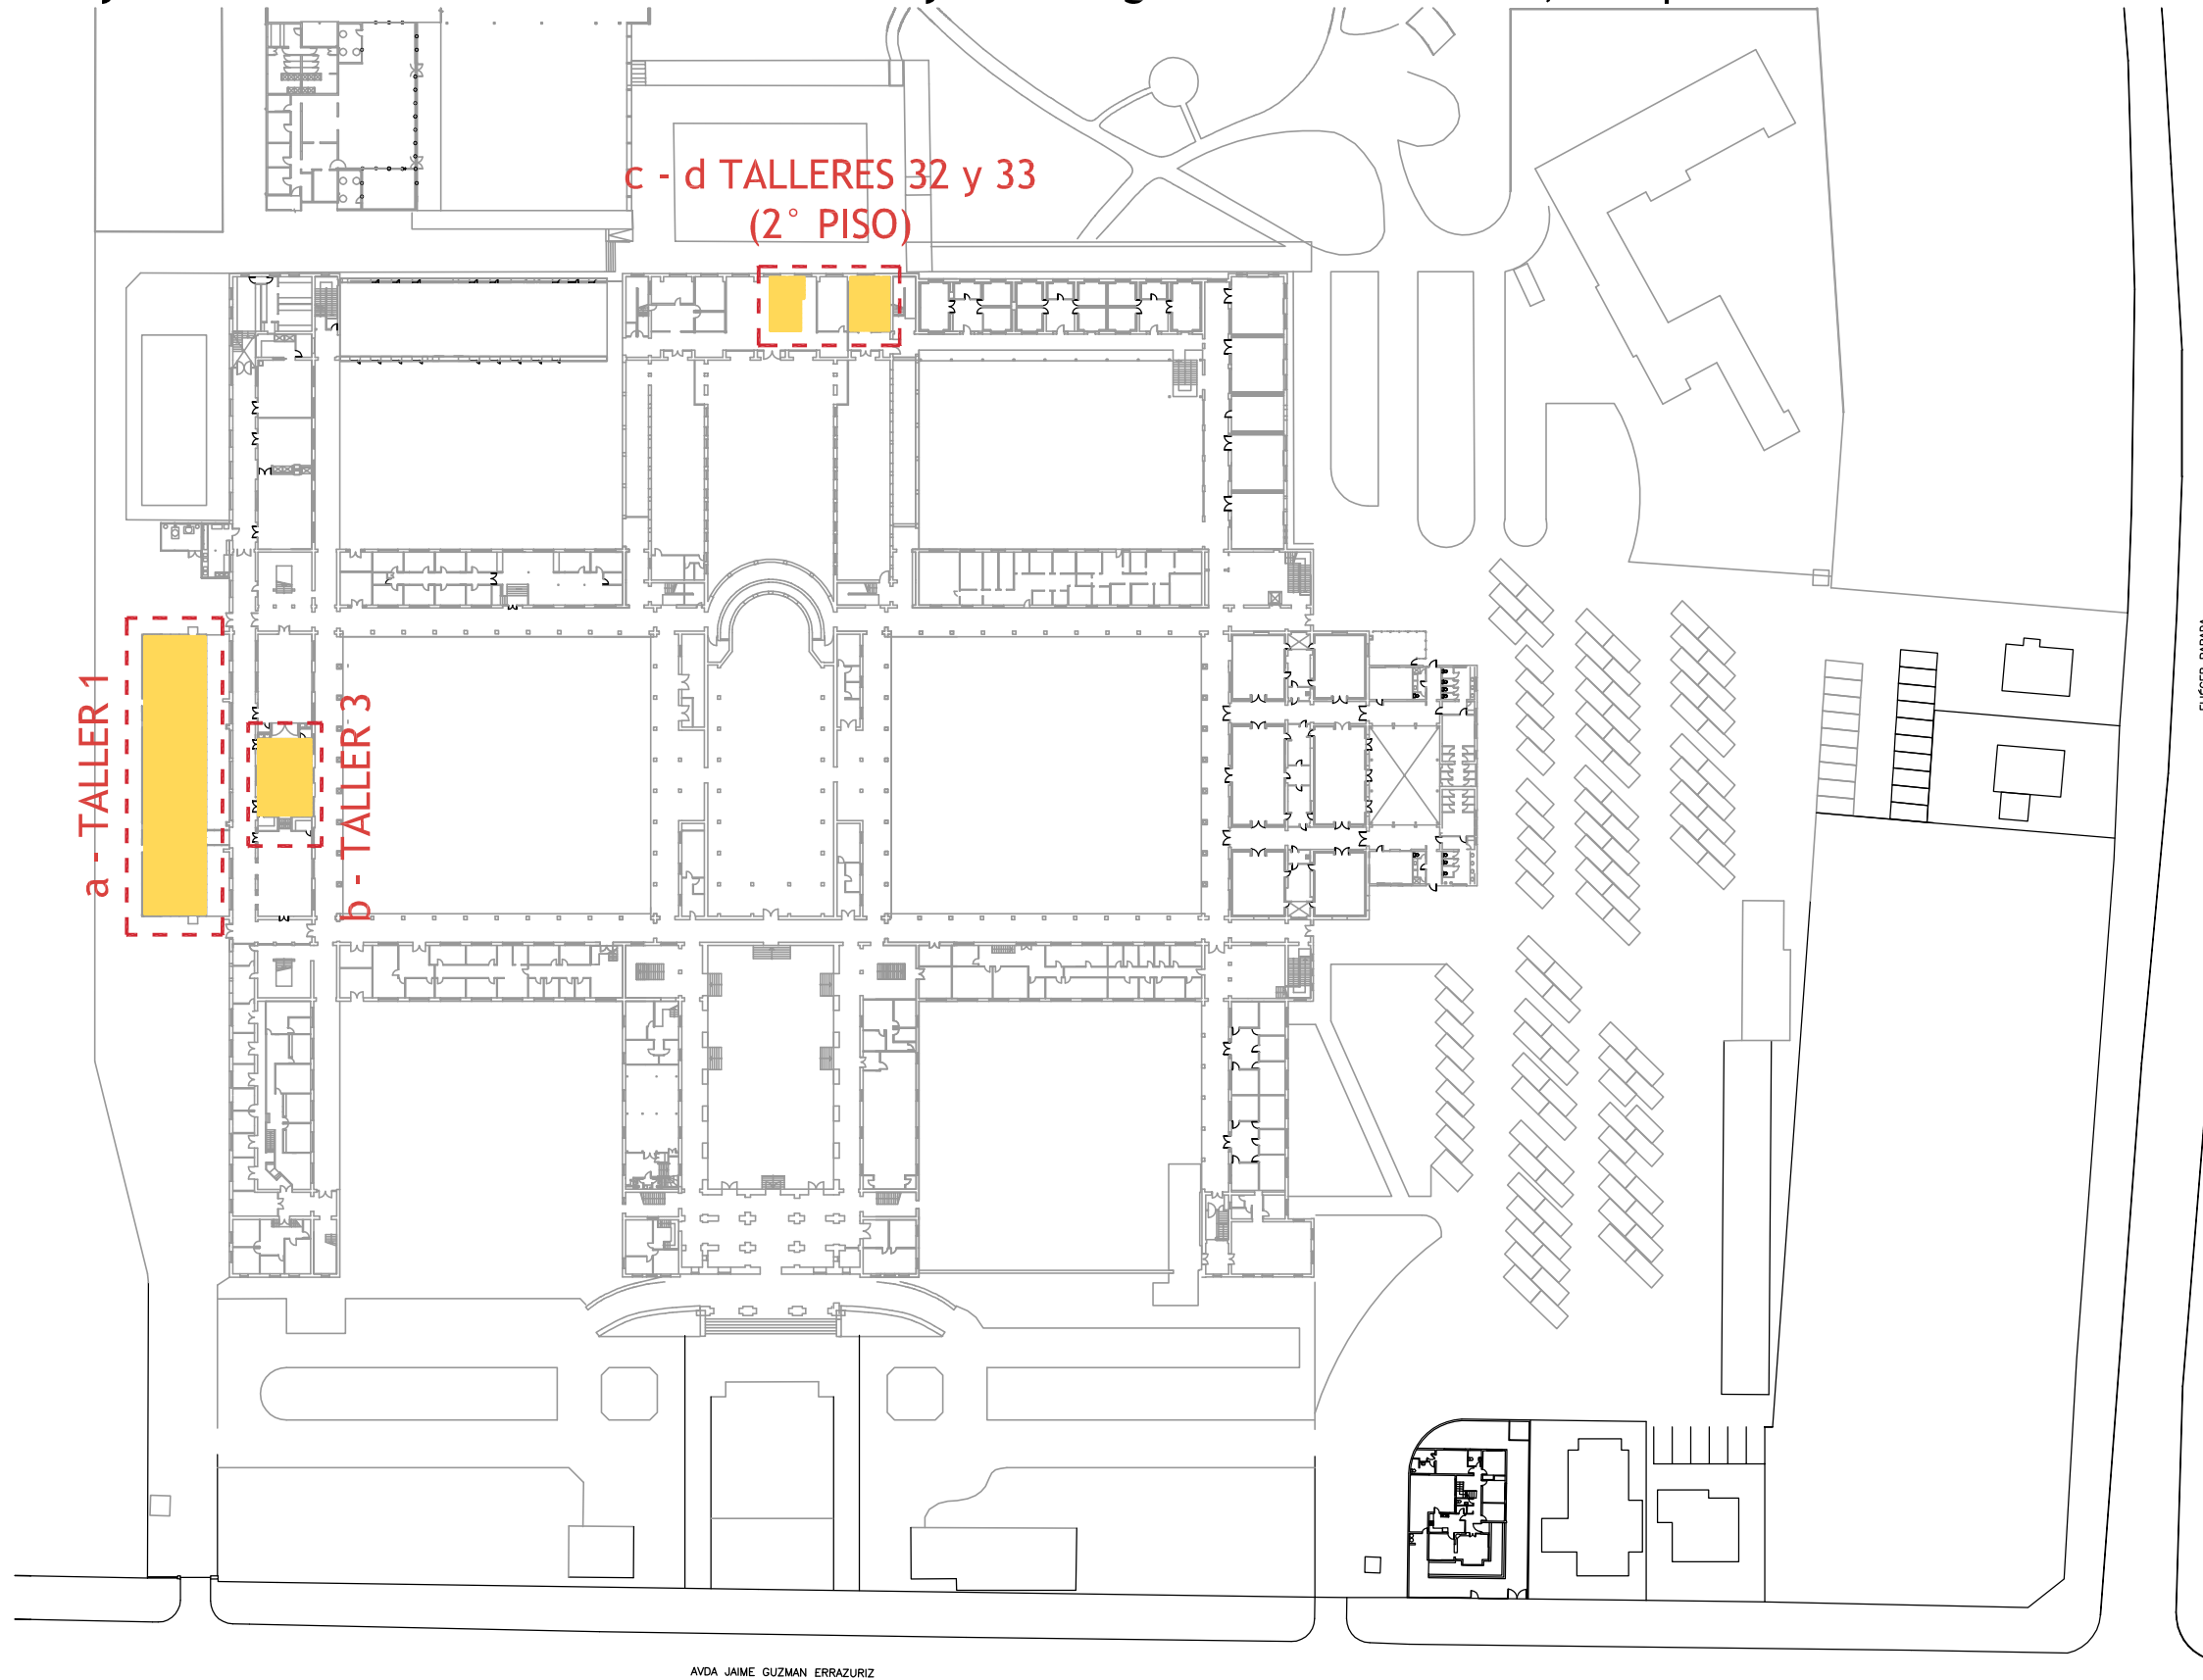 c - d TALLERES 32 y 33
(2° PISO)
a - TALLER 1
b - TALLER 3
AVDA JAIME GUZMAN ERRAZURIZ